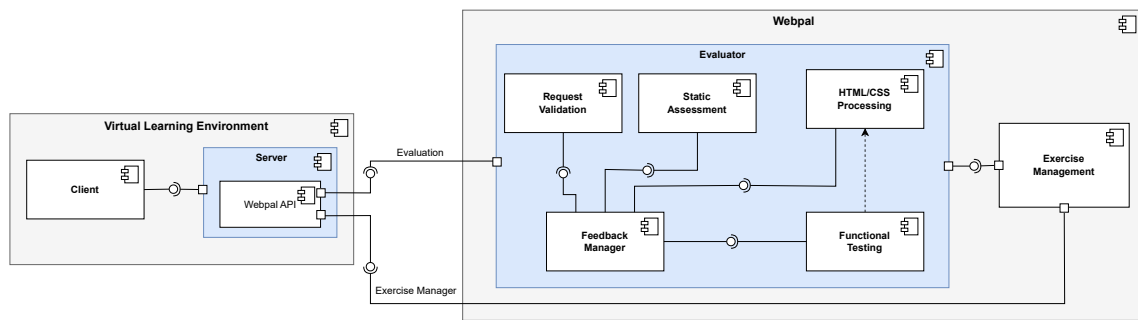 Webpal
Evaluator
Request
Validation
Static
Assessment
HTML/CSS
Processing
Virtual Learning Environment
Server
Client
Webpal API
Evaluation
Exercise
Management
Feedback
Manager
Functional
Testing
Exercise Manager